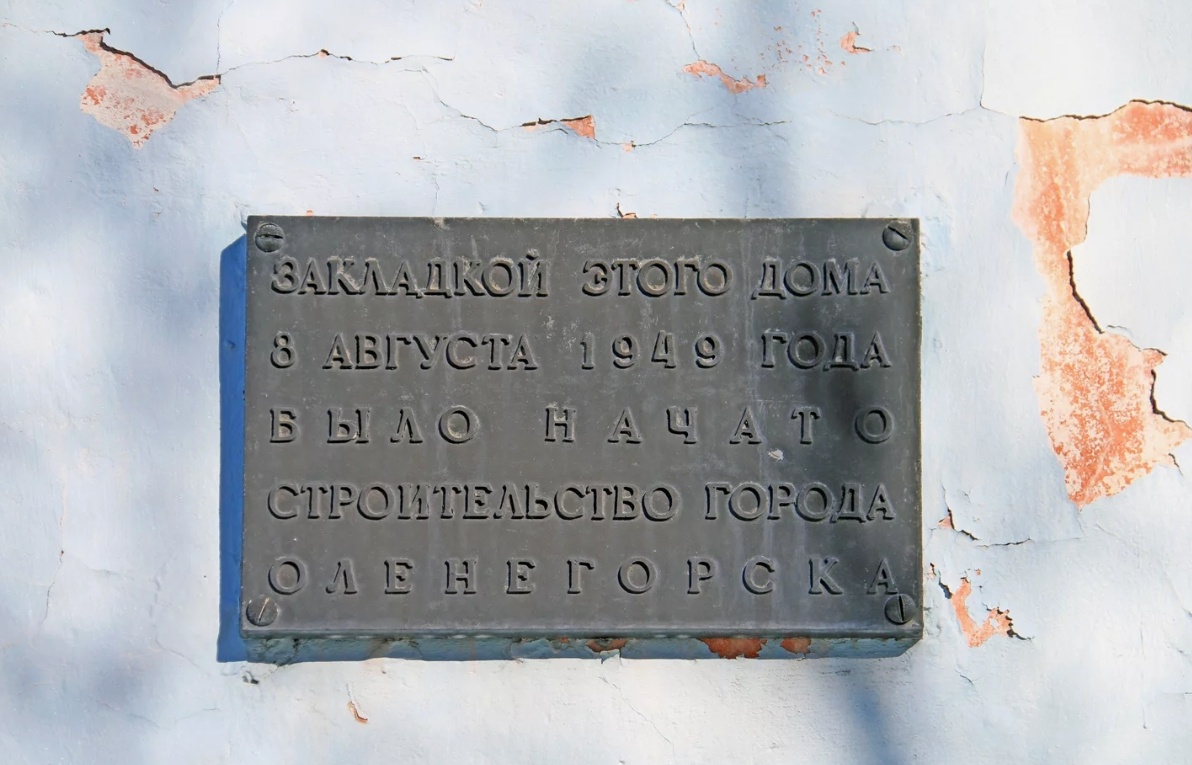 ЗАКЛАДКОЙ ЭТОГО ДОМА
8 АВГУСТА 1949 ГОДА
БЫЛО НАЧАТО
СТРОИТЕЛЬСТВО ГОРОДА
ОЛЕНЕГОРСКА